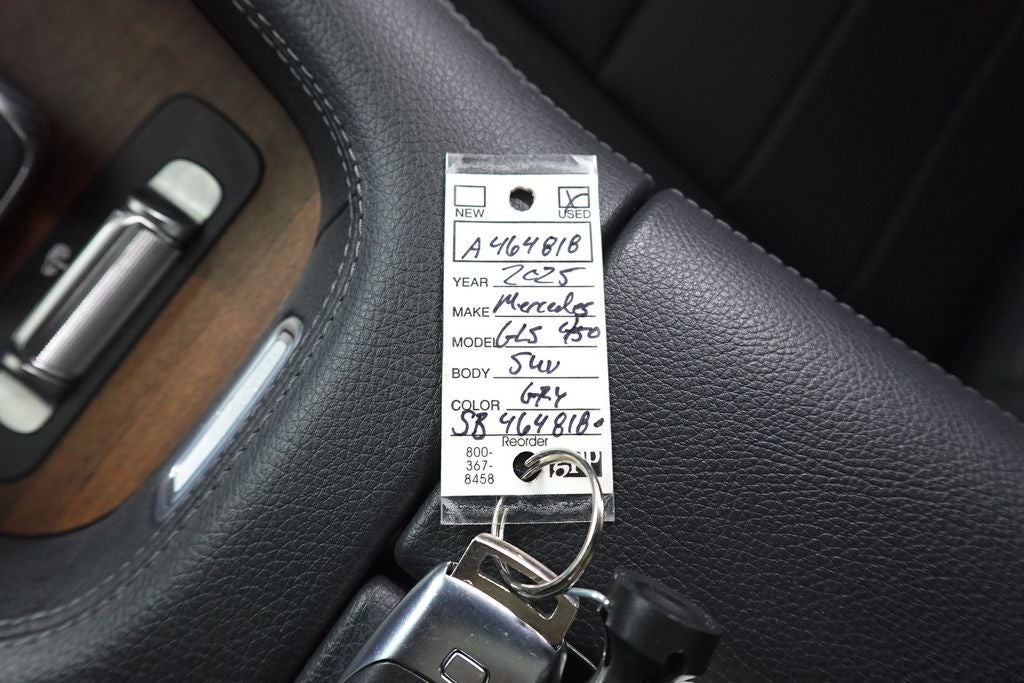 NEW USED
A464818
YEAR 2025
MAKE Mercedes
MODEL GLS 450
BODY SUV
COLOR GRY
SB 464818
Reorder
800-
367-
8458